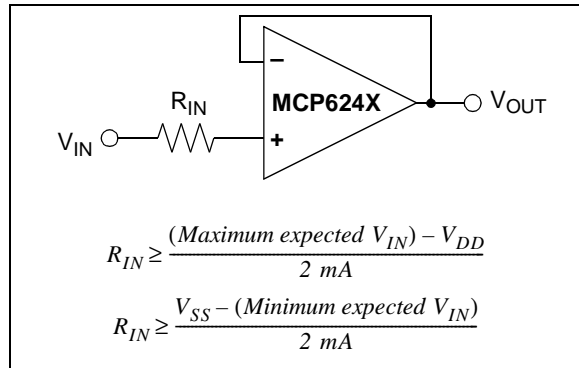 −
R_IN
MCP624X
V_OUT
V_IN
+
R_IN ≥ (Maximum expected V_IN) – V_DD / 2 mA
R_IN ≥ V_SS – (Minimum expected V_IN) / 2 mA